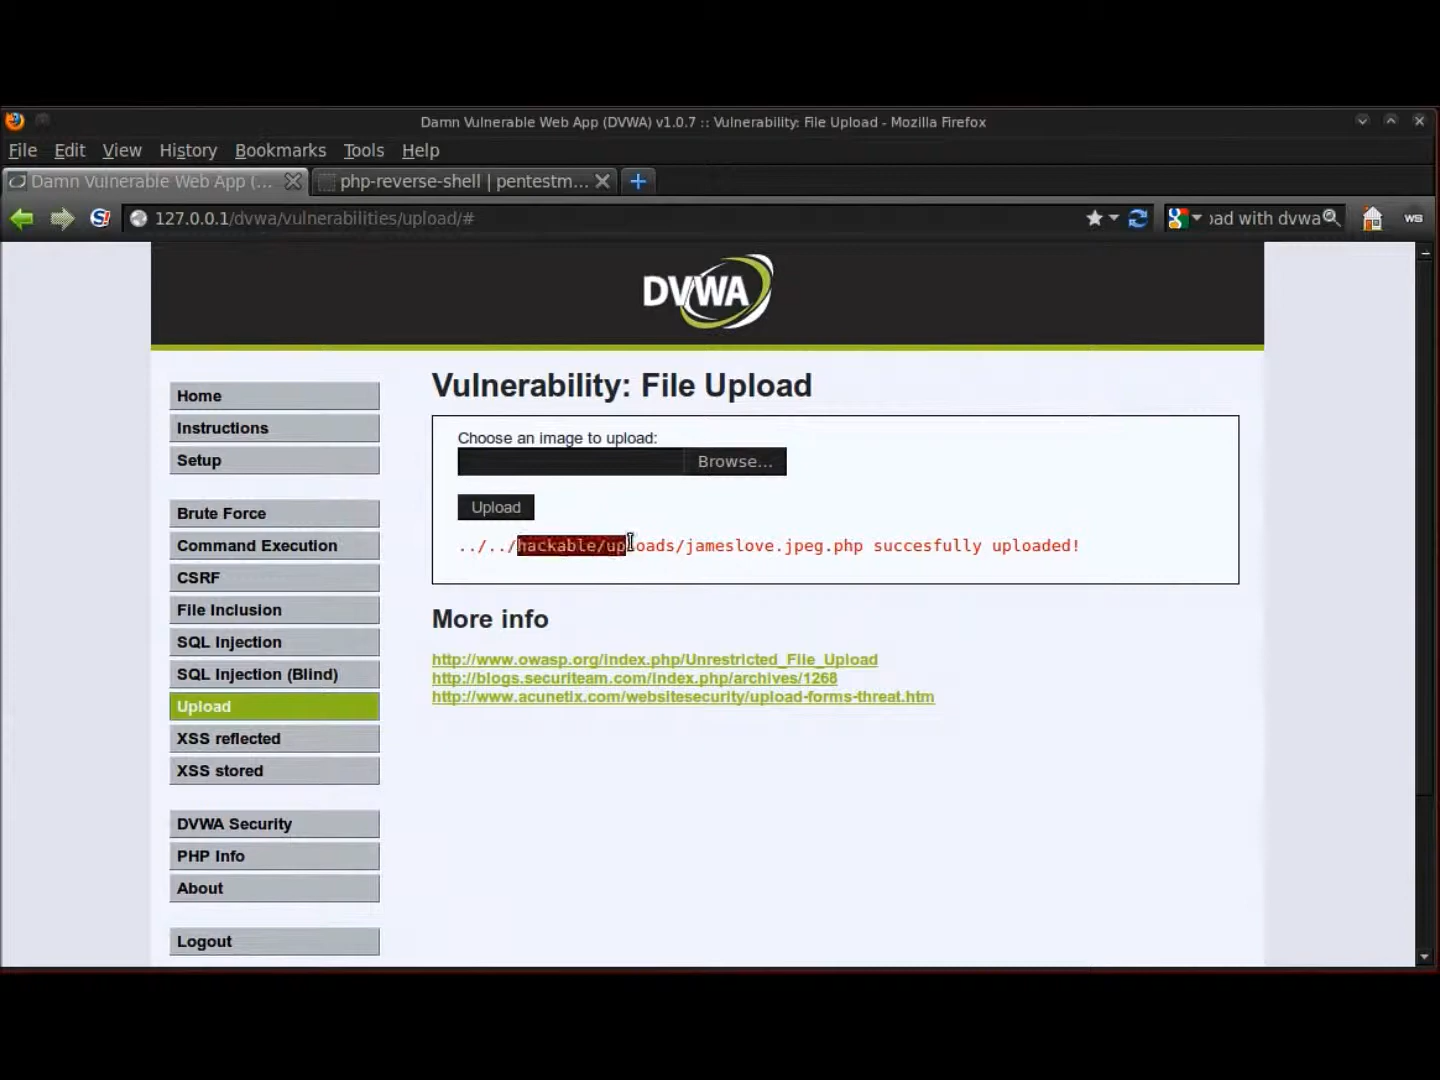 Damn Vulnerable Web App (DVWA) v1.0.7 :: Vulnerability: File Upload - Mozilla Firefox
File Edit View History Bookmarks Tools Help
Damn Vulnerable Web App (... php-reverse-shell | pentestm...
127.0.0.1/dvwa/vulnerabilities/upload/# oad with dvwa
DVWA
Vulnerability: File Upload
Choose an image to upload:
Browse...
Upload
../../hackable/uploads/jameslove.jpeg.php succesfully uploaded!
More info
http://www.owasp.org/index.php/Unrestricted_File_Upload
http://blogs.securiteam.com/index.php/archives/1268
http://www.acunetix.com/websitesecurity/upload-forms-threat.htm
Home
Instructions
Setup
Brute Force
Command Execution
CSRF
File Inclusion
SQL Injection
SQL Injection (Blind)
Upload
XSS reflected
XSS stored
DVWA Security
PHP Info
About
Logout